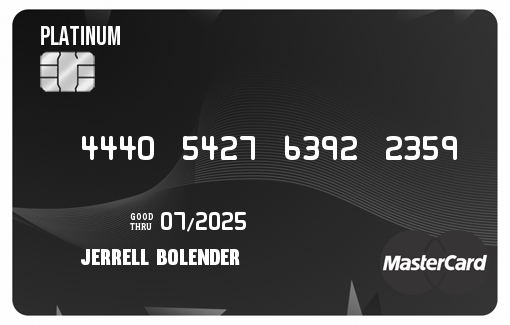 PLATINUM
4440 5427 6392 2359
GOOD THRU 07/2025
JERRELL BOLENDER
MasterCard